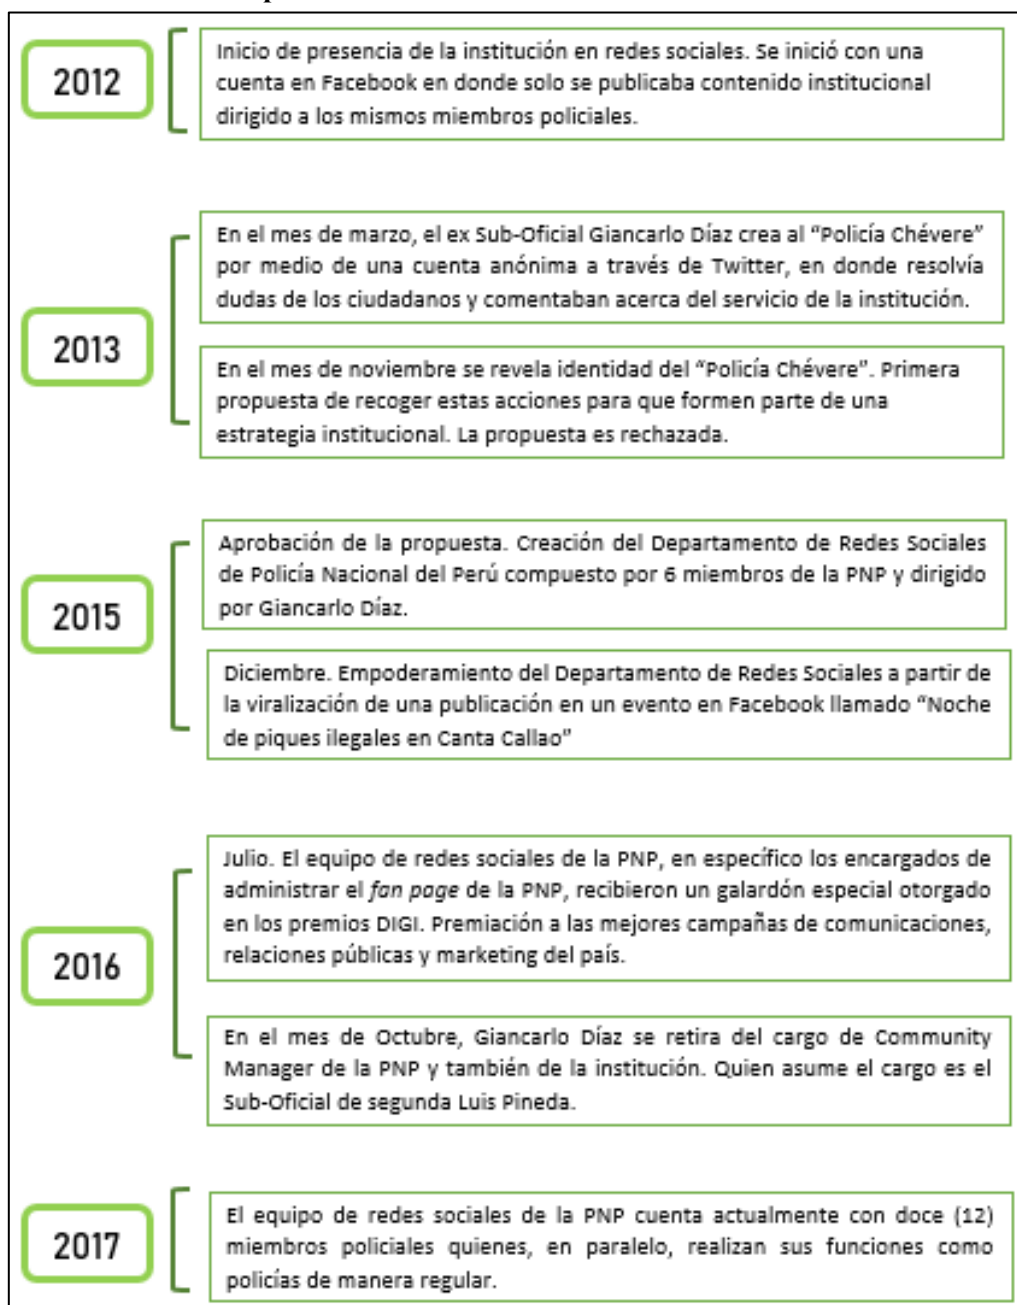 2012
Inicio de presencia de la institución en redes sociales. Se inició con una
cuenta en Facebook en donde solo se publicaba contenido institucional
dirigido a los mismos miembros policiales.
2013
En el mes de marzo, el ex Sub-Oficial Giancarlo Díaz crea al “Policía Chévere”
por medio de una cuenta anónima a través de Twitter, en donde resolvía
dudas de los ciudadanos y comentaban acerca del servicio de la institución.
En el mes de noviembre se revela identidad del “Policía Chévere”. Primera
propuesta de recoger estas acciones para que formen parte de una
estrategia institucional. La propuesta es rechazada.
2015
Aprobación de la propuesta. Creación del Departamento de Redes Sociales
de Policía Nacional del Perú compuesto por 6 miembros de la PNP y dirigido
por Giancarlo Díaz.
Diciembre. Empoderamiento del Departamento de Redes Sociales a partir de
la viralización de una publicación en un evento en Facebook llamado “Noche
de piques ilegales en Canta Callao”
2016
Julio. El equipo de redes sociales de la PNP, en específico los encargados de
administrar el fan page de la PNP, recibieron un galardón especial otorgado
en los premios DIGI. Premiación a las mejores campañas de comunicaciones,
relaciones públicas y marketing del país.
En el mes de Octubre, Giancarlo Díaz se retira del cargo de Community
Manager de la PNP y también de la institución. Quien asume el cargo es el
Sub-Oficial de segunda Luis Pineda.
2017
El equipo de redes sociales de la PNP cuenta actualmente con doce (12)
miembros policiales quienes, en paralelo, realizan sus funciones como
policías de manera regular.